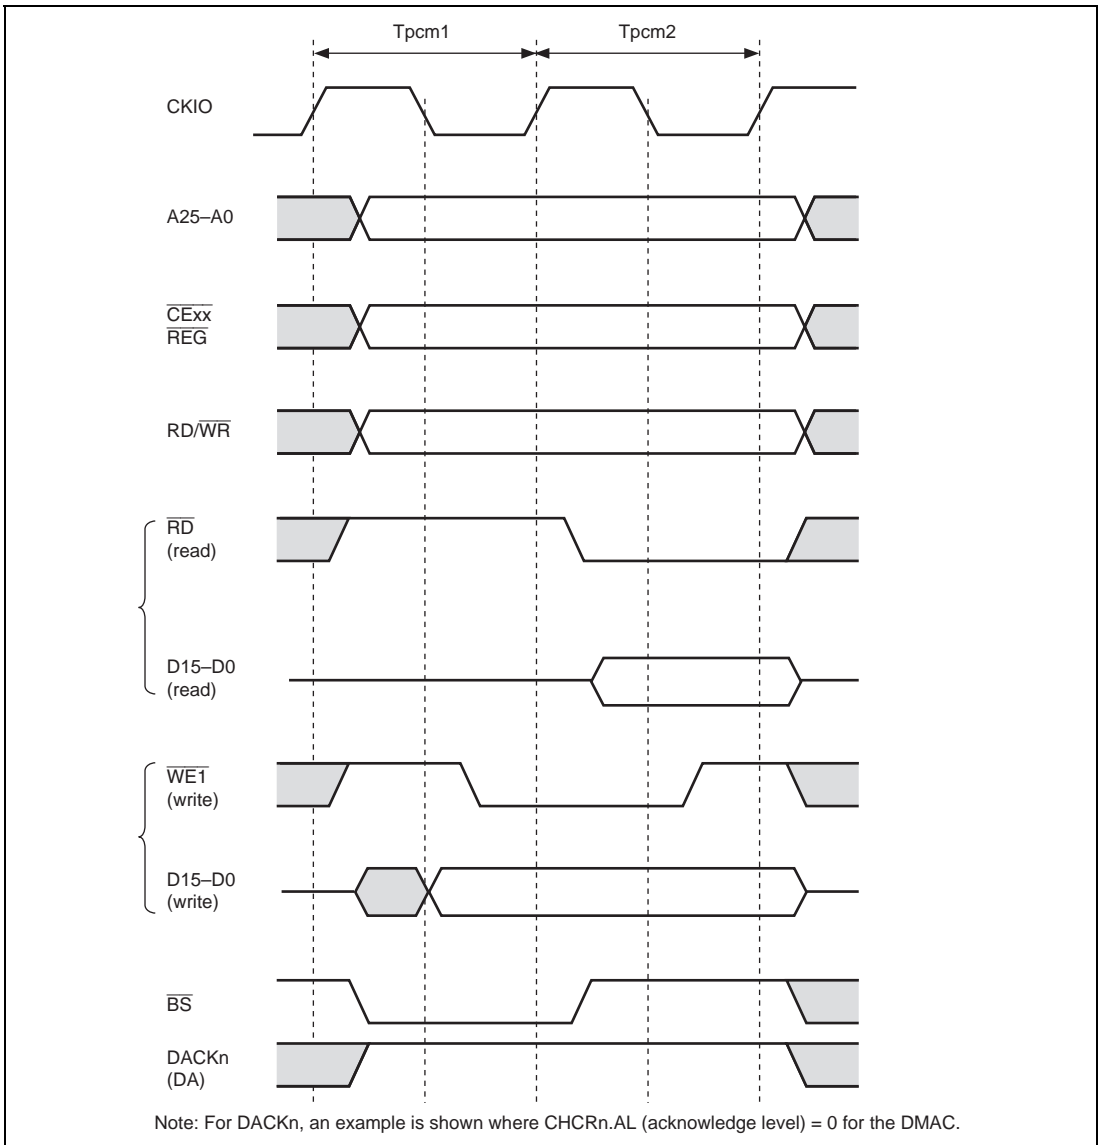 Tpcm1 Tpcm2
CKIO
A25–A0
CExx
REG
RD/WR
RD
(read)
D15–D0
(read)
WE1
(write)
D15–D0
(write)
BS
DACKn
(DA)
Note: For DACKn, an example is shown where CHCRn.AL (acknowledge level) = 0 for the DMAC.